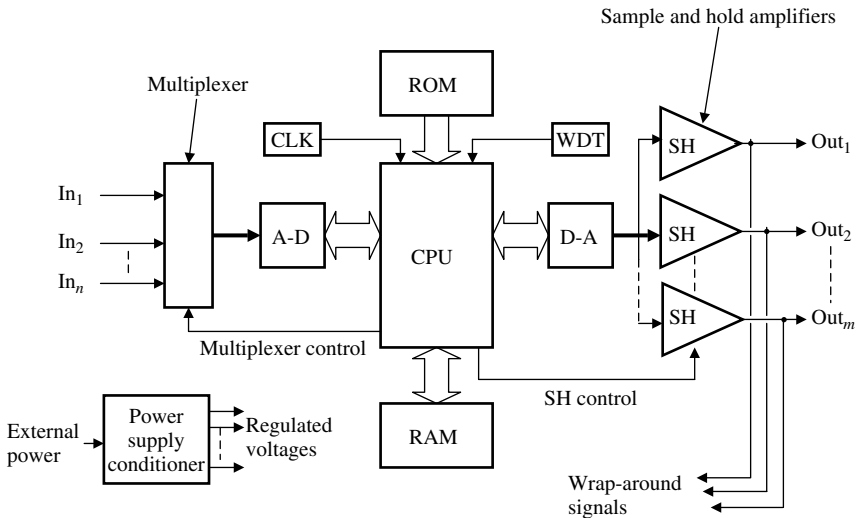 Sample and hold amplifiers
Multiplexer
ROM
CLK
WDT
SH
Out1
In1
In2
Inn
A-D
CPU
D-A
SH
Out2
SH
Outm
Multiplexer control
SH control
External
power
Power
supply
conditioner
Regulated
voltages
RAM
Wrap-around
signals